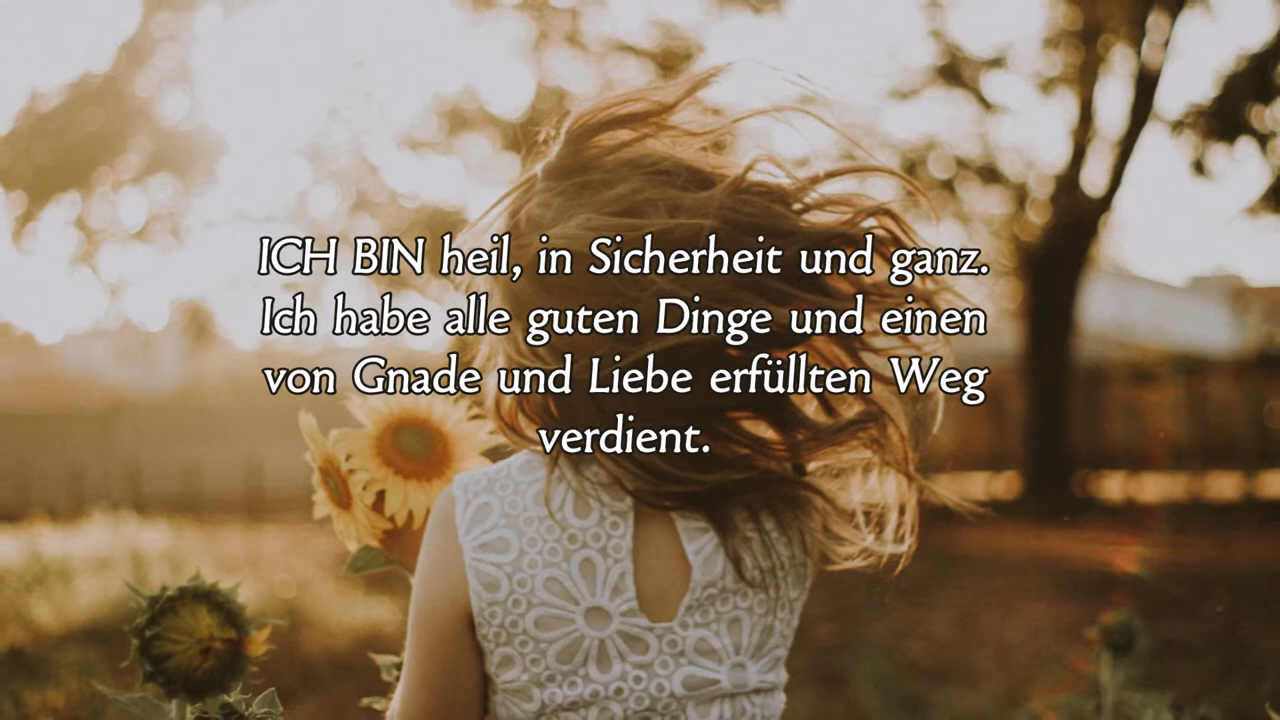 ICH BIN heil, in Sicherheit und ganz.
Ich habe alle guten Dinge und einen
von Gnade und Liebe erfüllten Weg
verdient.